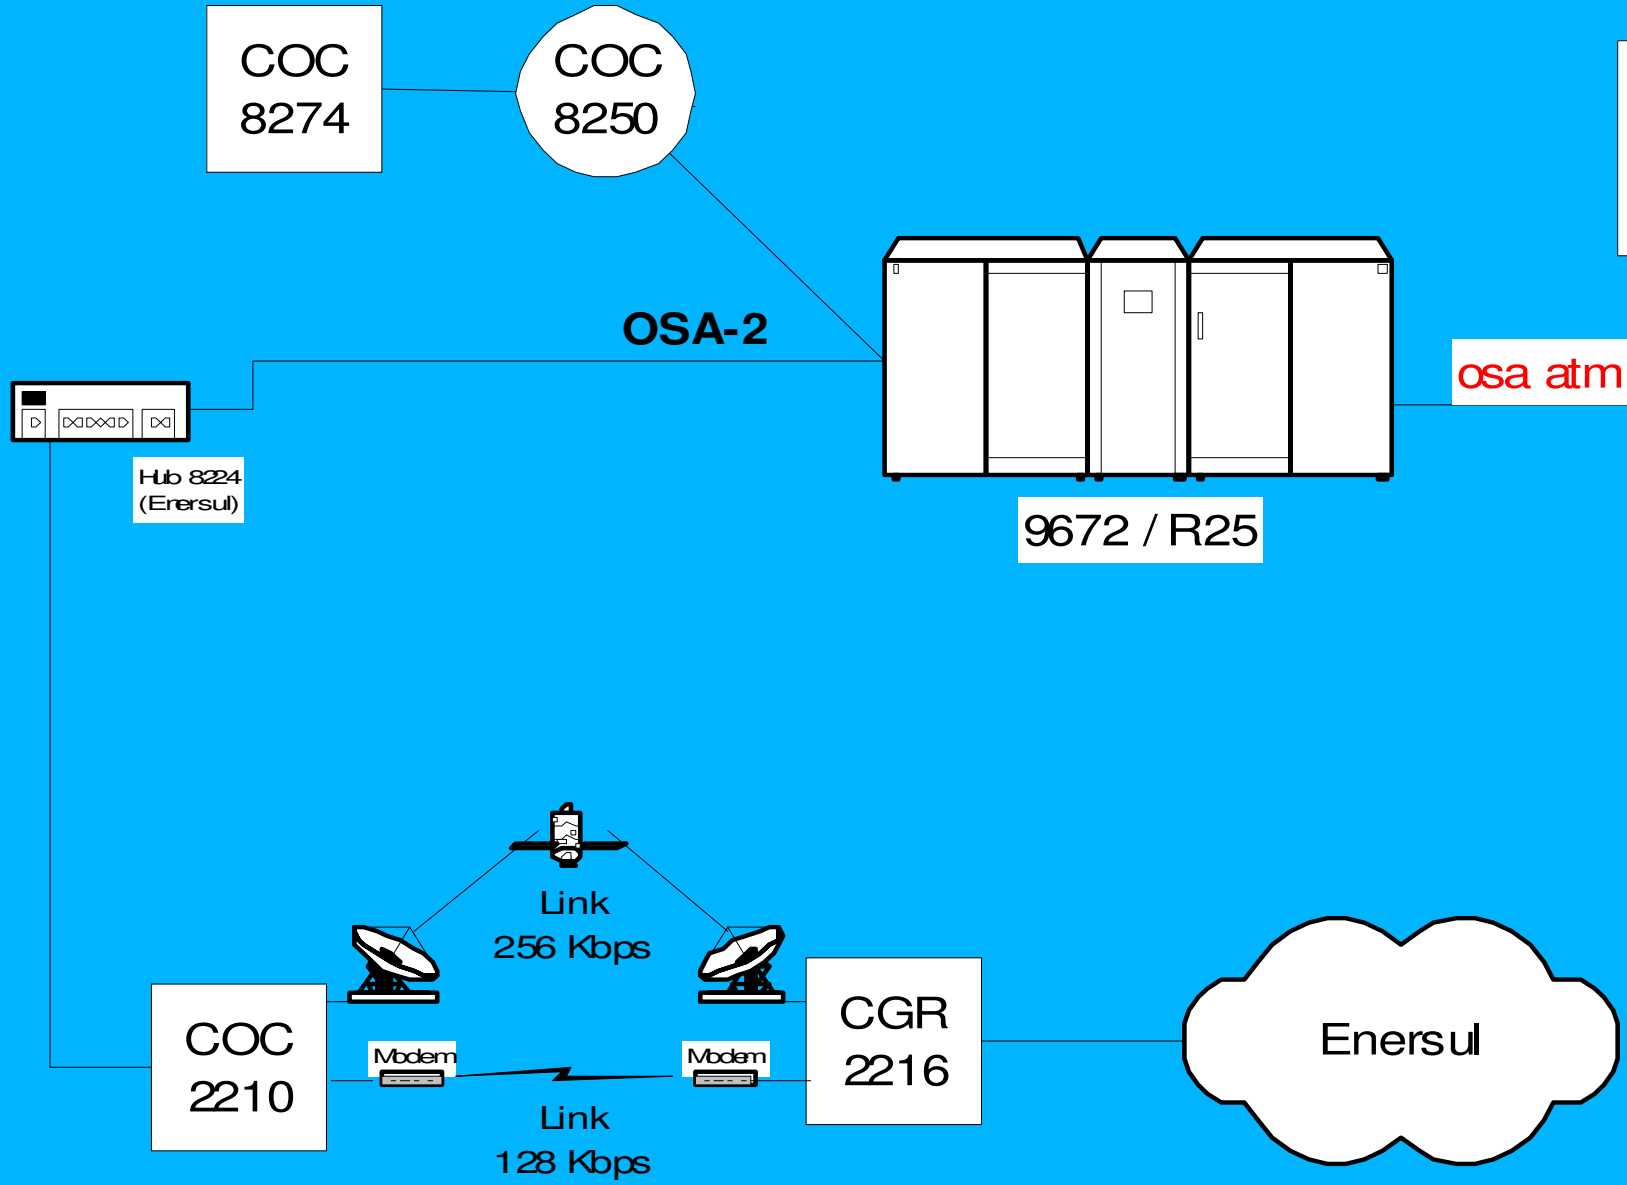 COC
8274
COC
8250
OSA-2
osa atm
Hub 8224
(Enersul)
9672 / R25
Link
256 Kbps
COC
2210
Modem
Modem
CGR
2216
Enersul
Link
128 Kbps